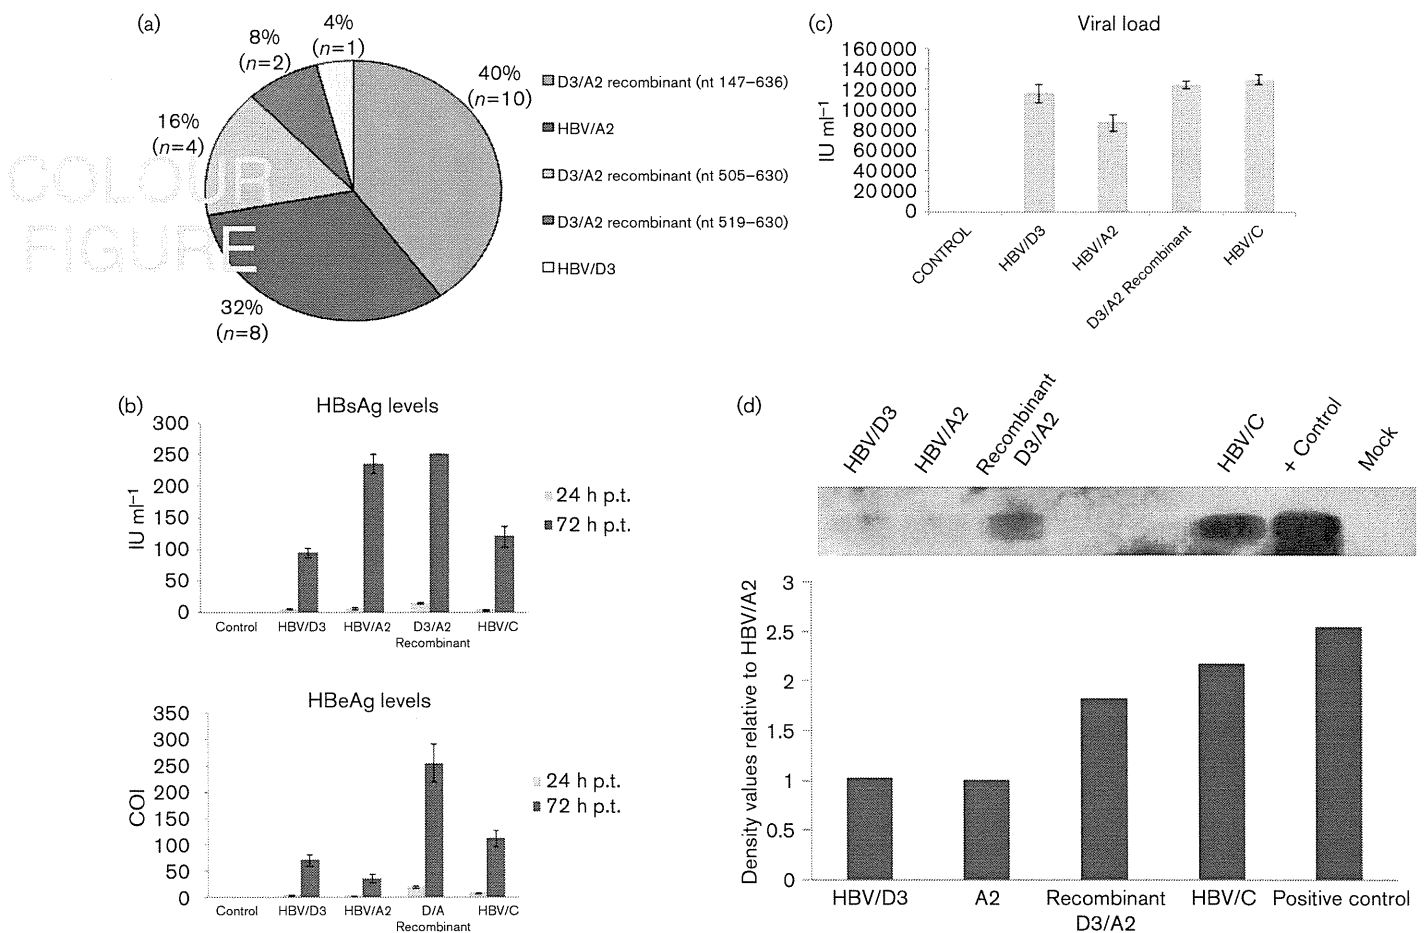 (a)
4%
(n=1)
8%
(n=2)
40%
(n=10)
16%
(n=4)
32%
(n=8)
D3/A2 recombinant (nt 147–636)
HBV/A2
D3/A2 recombinant (nt 505–630)
D3/A2 recombinant (nt 519–630)
HBV/D3
COLOUR
FIGURE
(c)
Viral load
IU ml–1
160 000
140 000
120 000
100 000
80 000
60 000
40 000
20 000
0
CONTROL
HBV/D3
HBV/A2
D3/A2 Recombinant
HBV/C
(b)
HBsAg levels
IU ml–1
300
250
200
150
100
50
0
Control
HBV/D3
HBV/A2
D3/A2
Recombinant
HBV/C
24 h p.t.
72 h p.t.
HBeAg levels
COI
350
300
250
200
150
100
50
0
Control
HBV/D3
HBV/A2
D/A
Recombinant
HBV/C
24 h p.t.
72 h p.t.
(d)
HBV/D3
HBV/A2
Recombinant
D3/A2
HBV/C
+ Control
Mock
Density values relative to HBV/A2
3
2.5
2
1.5
1
0.5
0
HBV/D3
A2
Recombinant
D3/A2
HBV/C
Positive control